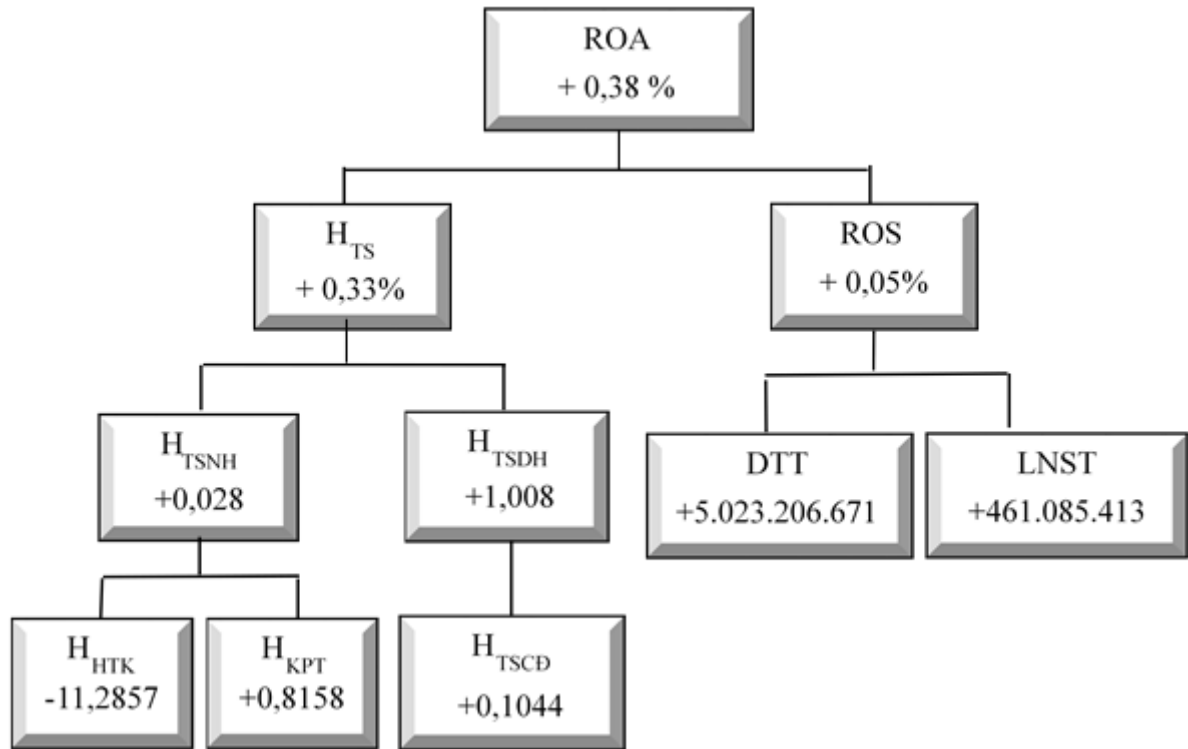 ROA
+ 0,38 %
H_TS
+ 0,33%
ROS
+ 0,05%
H_TSNH
+0,028
H_TSDH
+1,008
DTT
+5.023.206.671
LNST
+461.085.413
H_HTK
-11,2857
H_KPT
+0,8158
H_TSCĐ
+0,1044